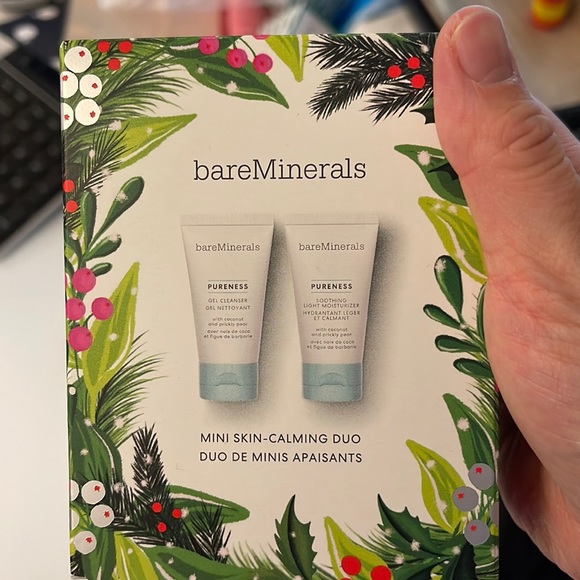 bareMinerals
bareMinerals
PURENESS
GEL CLEANSER
GEL NETTOYANT
with coconut
and prickly pear
avec noix de coco
et figue de barbarie
bareMinerals
PURENESS
SOOTHING
LIGHT MOISTURIZER
HYDRATANT LÉGER
ET CALMANT
with coconut
and prickly pear
avec noix de coco
et figue de barbarie
MINI SKIN-CALMING DUO
DUO DE MINIS APAISANTS